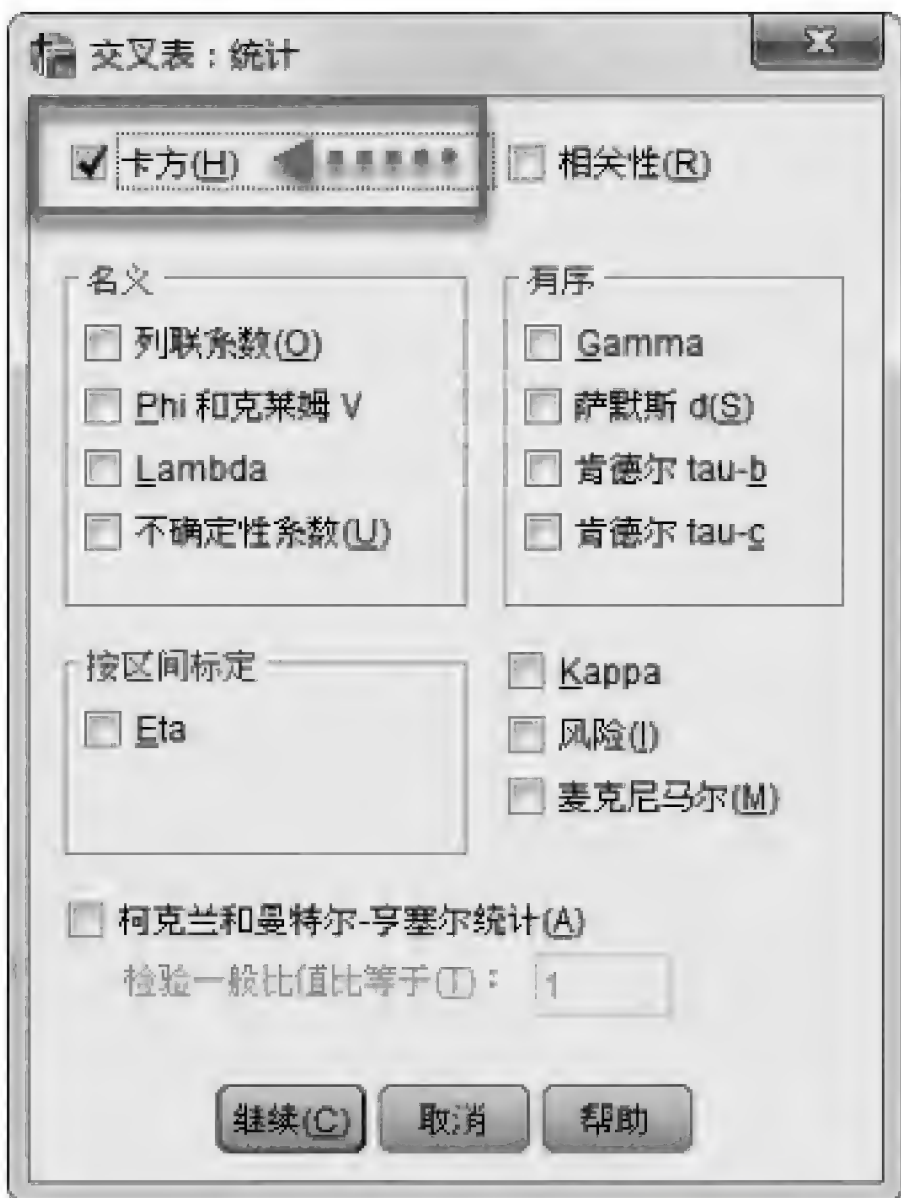 交叉表：统计
卡方(H)
相关性(R)
名义
列联系数(O)
Phi 和克莱姆 V
Lambda
不确定性系数(U)
有序
Gamma
萨默斯 d(S)
肯德尔 tau-b
肯德尔 tau-c
按区间标定
Eta
Kappa
风险(I)
麦克尼马尔(M)
柯克兰和曼特尔-亨塞尔统计(A)
检验一般比值比等于(T)： 1
继续(C) 取消 帮助